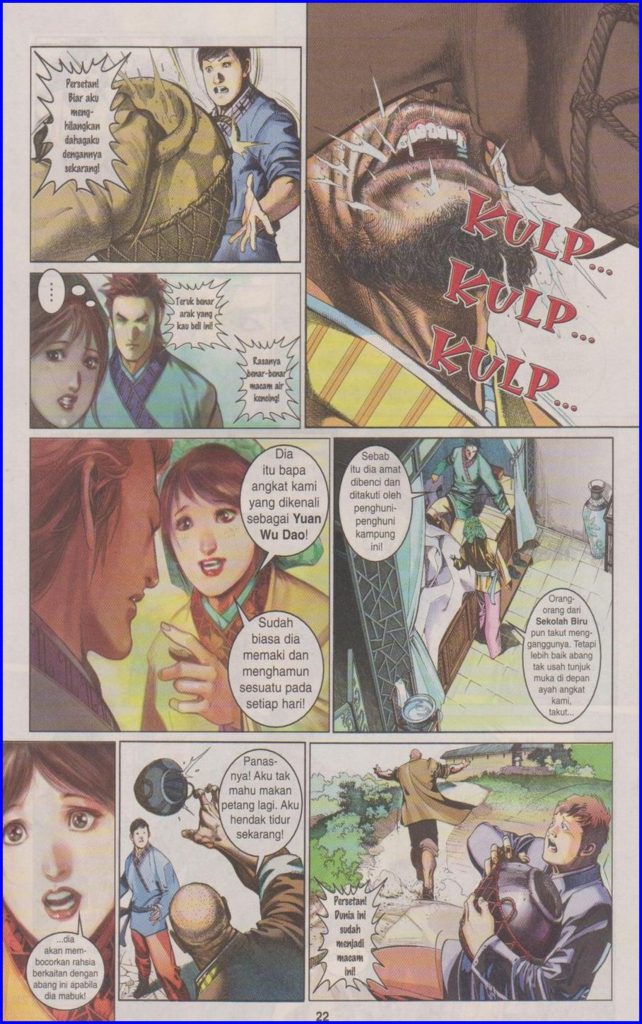 Persetan!
Biar aku
meng-
hilangkan
dahagaku
dengannya
sekarang!
KULP...
KULP...
KULP...
....
Teruk benar
arak yang
kau beli ini!
Rasanya
benar-benar
macam air
kencing!
Dia
itu bapa
angkat kami
yang dikenali
sebagai Yuan
Wu Dao!
Sudah
biasa dia
memaki dan
menghamun
sesuatu pada
setiap hari!
Sebab
itu dia amat
dibenci dan
ditakuti oleh
penghuni-
penghuni
kampung
ini!
Orang-
orang dari
Sekolah Biru
pun takut meng-
ganggunya. Tetapi
lebih baik abang
tak usah tunjuk
muka di depan
ayah angkat
kami,
takut...
...dia
akan mem-
bocorkan rahsia
berkaitan dengan
abang ini apabila
dia mabuk!
Panas-
nya! Aku tak
mahu makan
petang lagi. Aku
hendak tidur
sekarang!
Persetan!
Dunia ini
sudah
menjadi
macam
ini!
22